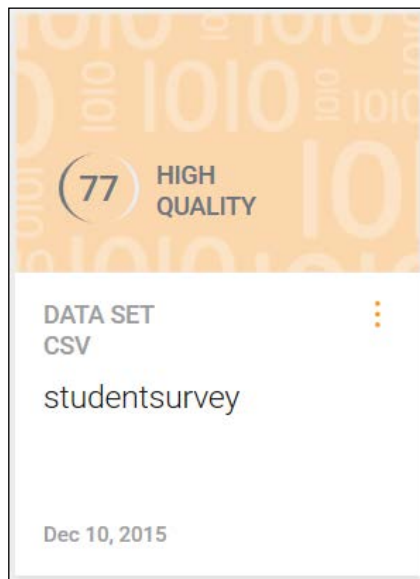 77
HIGH
QUALITY
DATA SET
CSV
studentsurvey
Dec 10, 2015